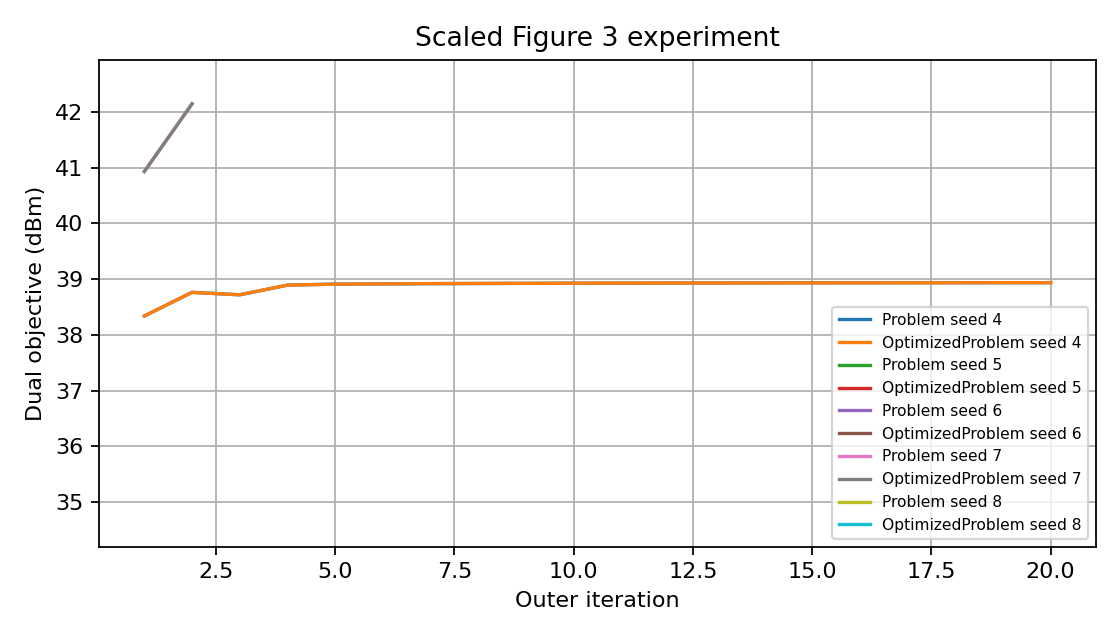 Scaled Figure 3 experiment
Dual objective (dBm)
42
41
40
39
38
37
36
35
Problem seed 4
OptimizedProblem seed 4
Problem seed 5
OptimizedProblem seed 5
Problem seed 6
OptimizedProblem seed 6
Problem seed 7
OptimizedProblem seed 7
Problem seed 8
OptimizedProblem seed 8
2.5 5.0 7.5 10.0 12.5 15.0 17.5 20.0
Outer iteration